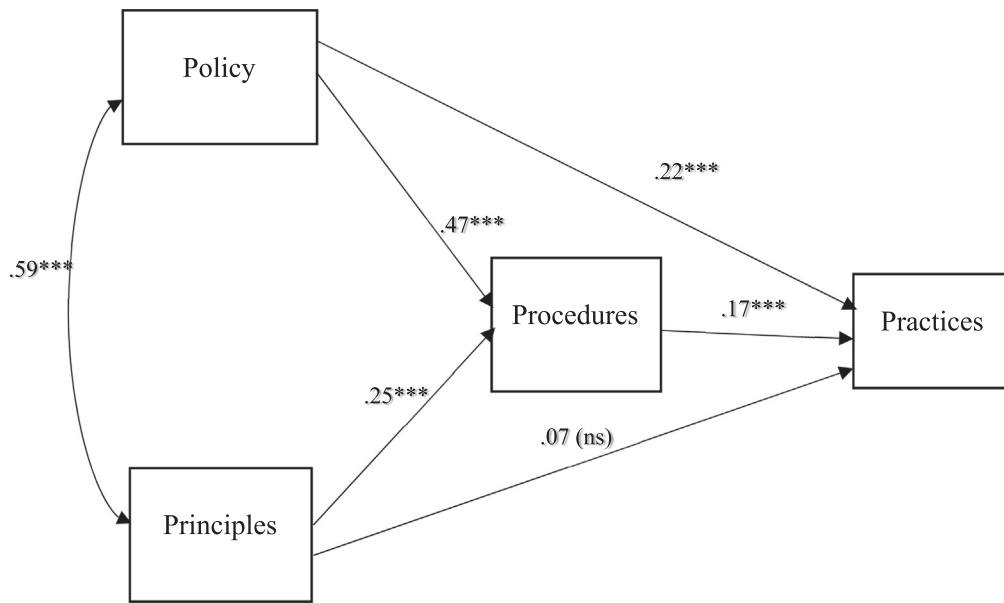 Policy
.22***
.47***
.59***
Procedures
.17***
Practices
.25***
.07 (ns)
Principles